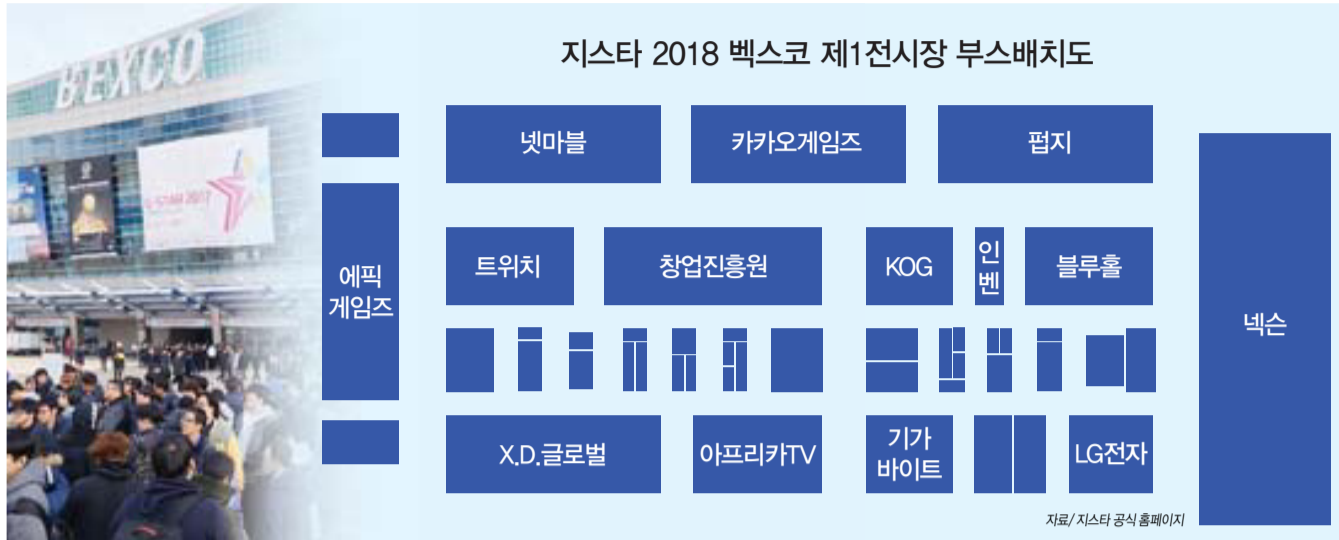 지스타 2018 벡스코 제1전시장 부스배치도
BEXCO
G-STAR 2017
넷마블
카카오게임즈
펍지
에픽
게임즈
트위치
창업진흥원
KOG
인
벤
블루홀
넥슨
X.D.글로벌
아프리카TV
기가
바이트
LG전자
자료/ 지스타 공식 홈페이지